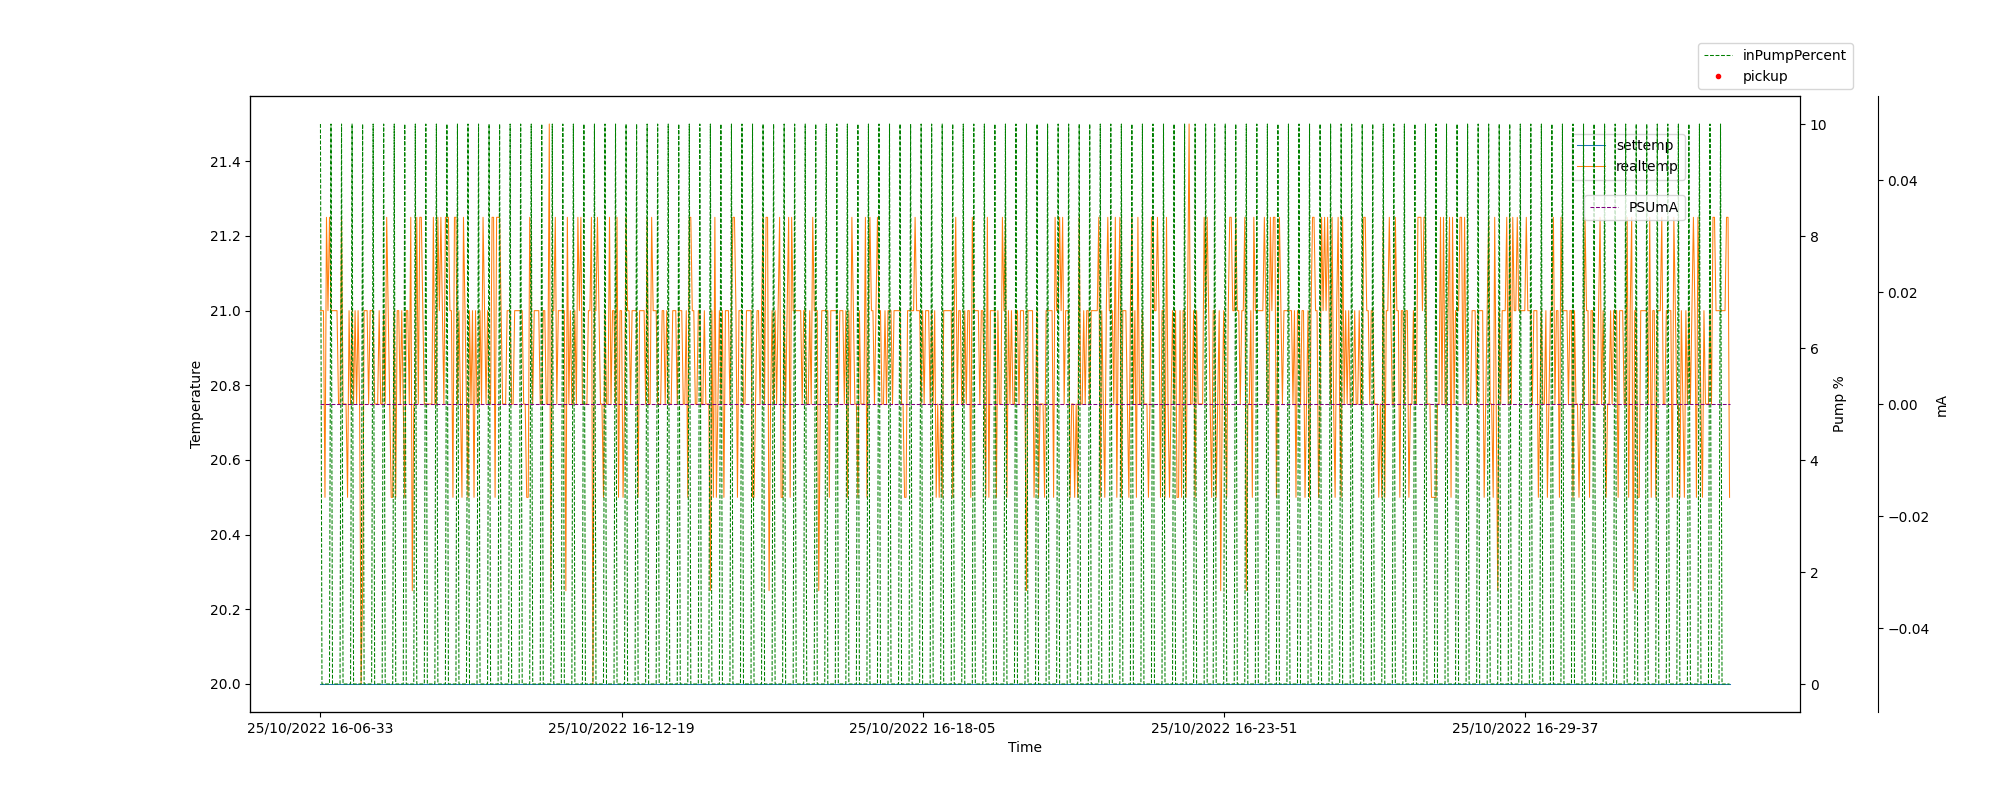 inPumpPercent
pickup
settemp
realtemp
PSUmA
21.4
21.2
21.0
20.8
20.6
20.4
20.2
20.0
Temperature
10
8
6
4
2
0
Pump %
0.04
0.02
0.00
−0.02
−0.04
mA
25/10/2022 16-06-33
25/10/2022 16-12-19
25/10/2022 16-18-05
25/10/2022 16-23-51
25/10/2022 16-29-37
Time